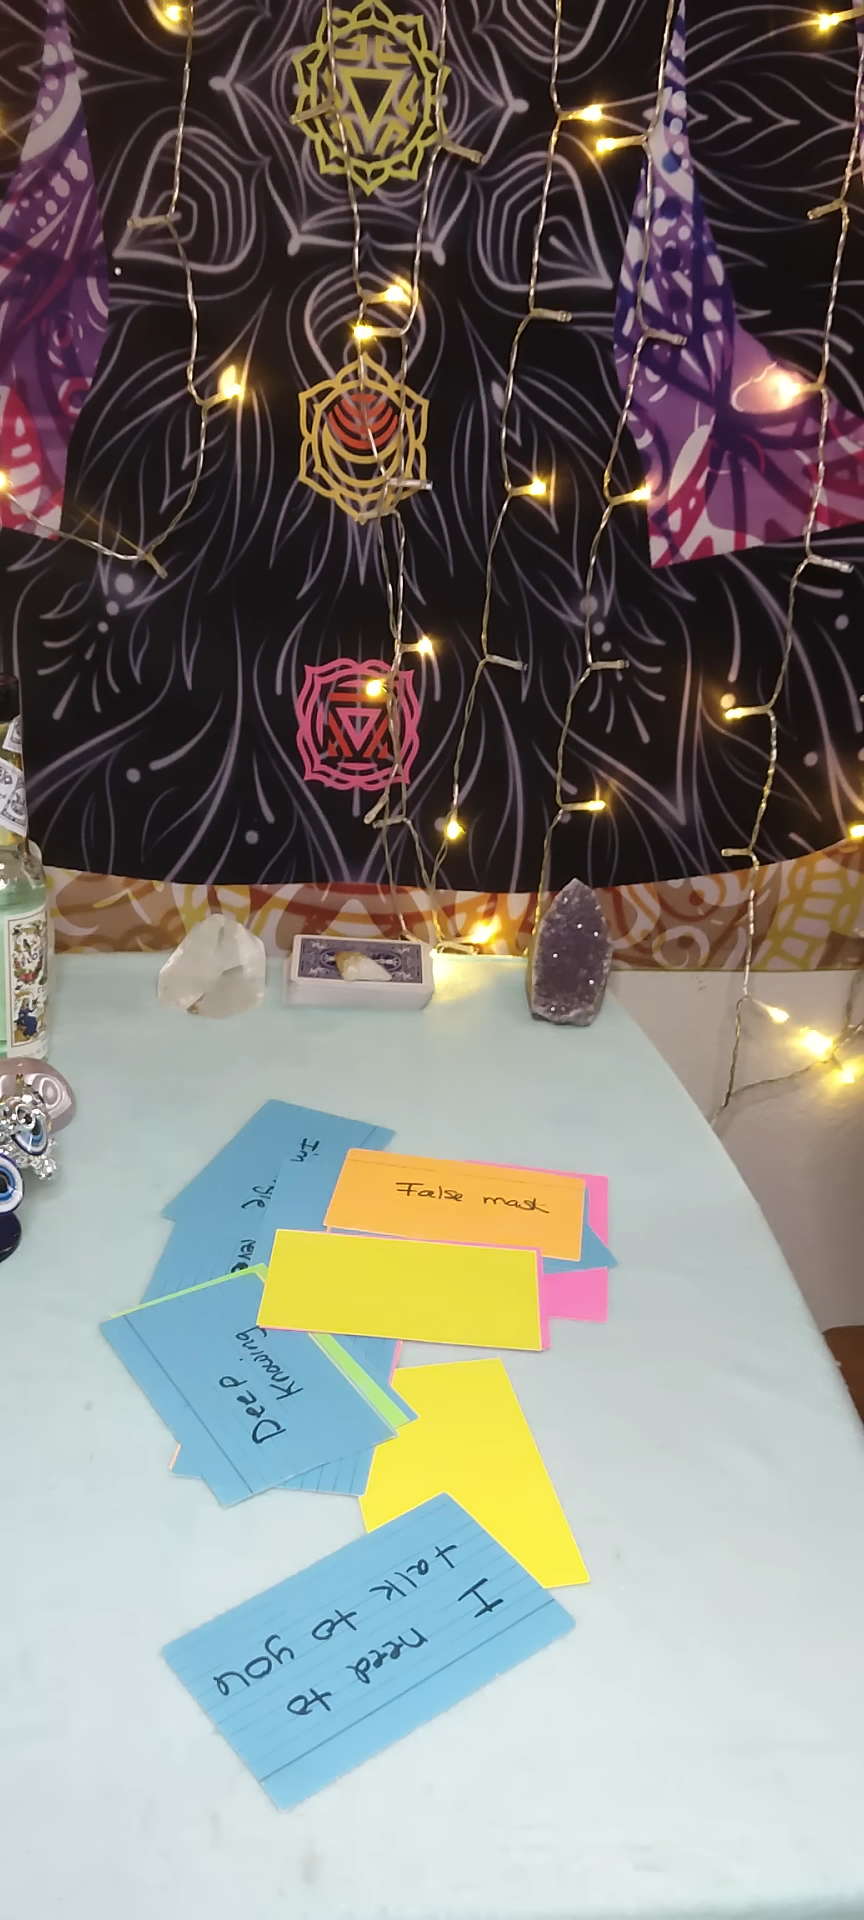 I'm
False mask
Deep
Knowing
I need to
talk to you